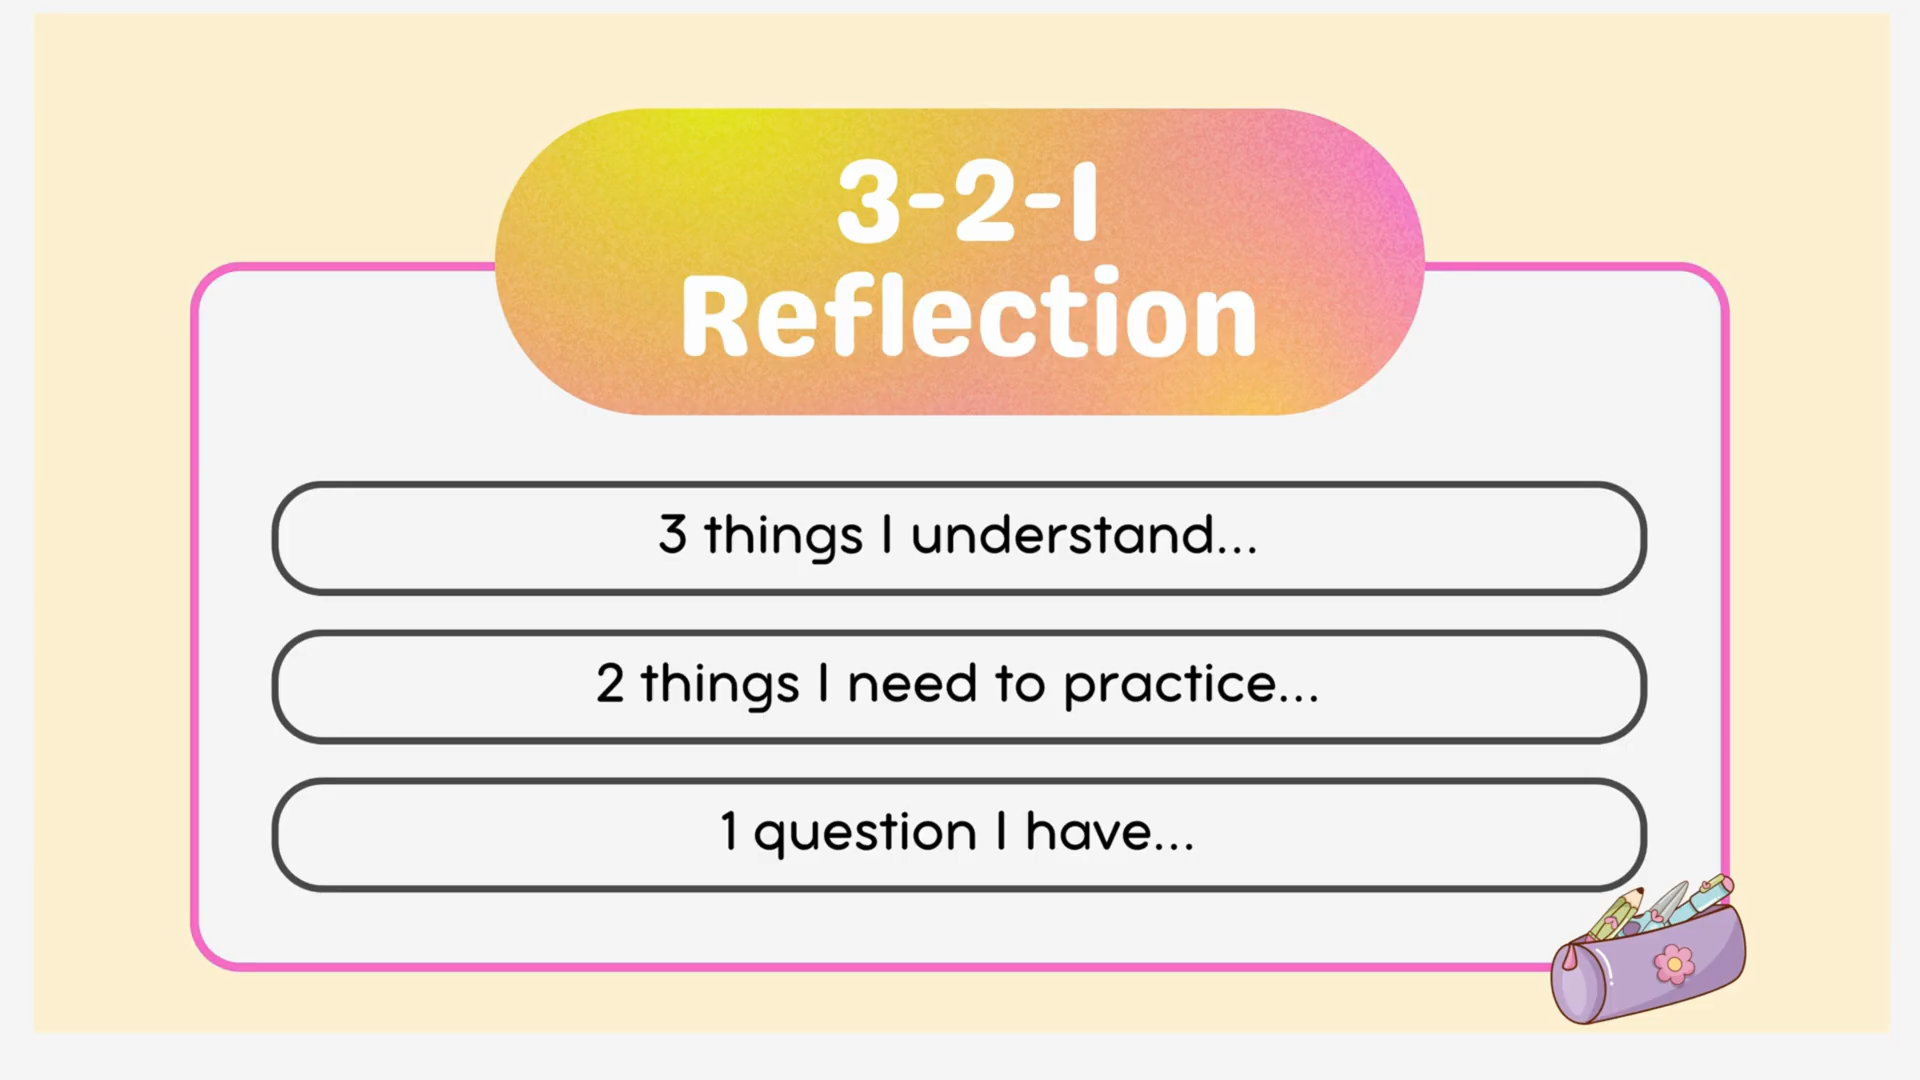 3-2-1
Reflection
3 things I understand...
2 things I need to practice...
1 question I have...